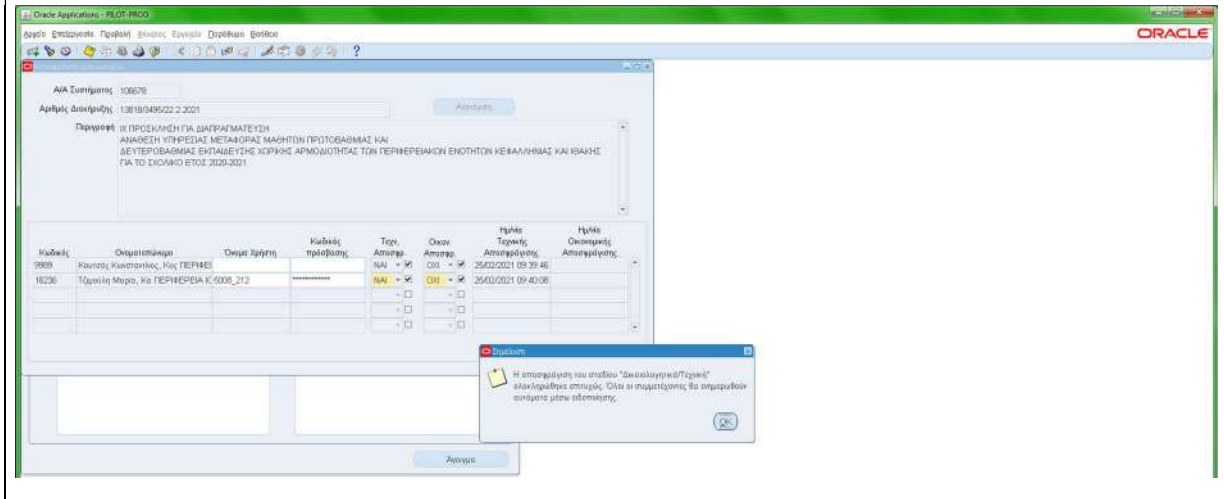 Oracle Applications - PILOT-PROD
Αρχείο Επεξεργασία Προβολή Φάκελος Εργαλεία Παράθυρο Βοήθεια
ORACLE
Α/Α Συστήματος 106678
Αριθμός Διακήρυξης 13818/3495/22 2 2021
Περιγραφή ΙΧ ΠΡΟΣΚΛΗΣΗ ΓΙΑ ΔΙΑΠΡΑΓΜΑΤΕΥΣΗ
ΑΝΑΘΕΣΗ ΥΠΗΡΕΣΙΑΣ ΜΕΤΑΦΟΡΑΣ ΜΑΘΗΤΩΝ ΠΡΩΤΟΒΑΘΜΙΑΣ ΚΑΙ
ΔΕΥΤΕΡΟΒΑΘΜΙΑΣ ΕΚΠΑΙΔΕΥΣΗΣ ΧΩΡΙΚΗΣ ΑΡΜΟΔΙΟΤΗΤΑΣ ΤΩΝ ΠΕΡΙΦΕΡΕΙΑΚΩΝ ΕΝΟΤΗΤΩΝ ΚΕΦΑΛΛΗΝΙΑΣ ΚΑΙ ΙΘΑΚΗΣ
ΓΙΑ ΤΟ ΣΧΟΛΙΚΟ ΕΤΟΣ 2020-2021
Κωδικός Ονοματεπώνυμο Όνομα Χρήστη Κωδικός πρόσβασης Τεχν. Αποσφρ. Οικον. Αποσφρ. Ημ/νία Τεχνικής Αποσφράγισης Ημ/νία Οικονομικής Αποσφράγισης
9989 Κουτσός Κωνσταντίνος, Κος ΠΕΡΙΦΕΙ ΝΑΙ ΟΧΙ 25/02/2021 09:39:46
16236 Τζωρτζη Μαρία, Κα ΠΕΡΙΦΕΡΕΙΑ Κ 5008_212 ************ ΝΑΙ ΟΧΙ 25/02/2021 09:40:08
Σημείωση
Η αποσφράγιση του σταδίου "Δικαιολογητικά/Τεχνική"
ολοκληρώθηκε επιτυχώς. Όλοι οι συμμετέχοντες θα ενημερωθούν
αυτόματα μέσω ειδοποίησης.
OK
Άνοιγμα